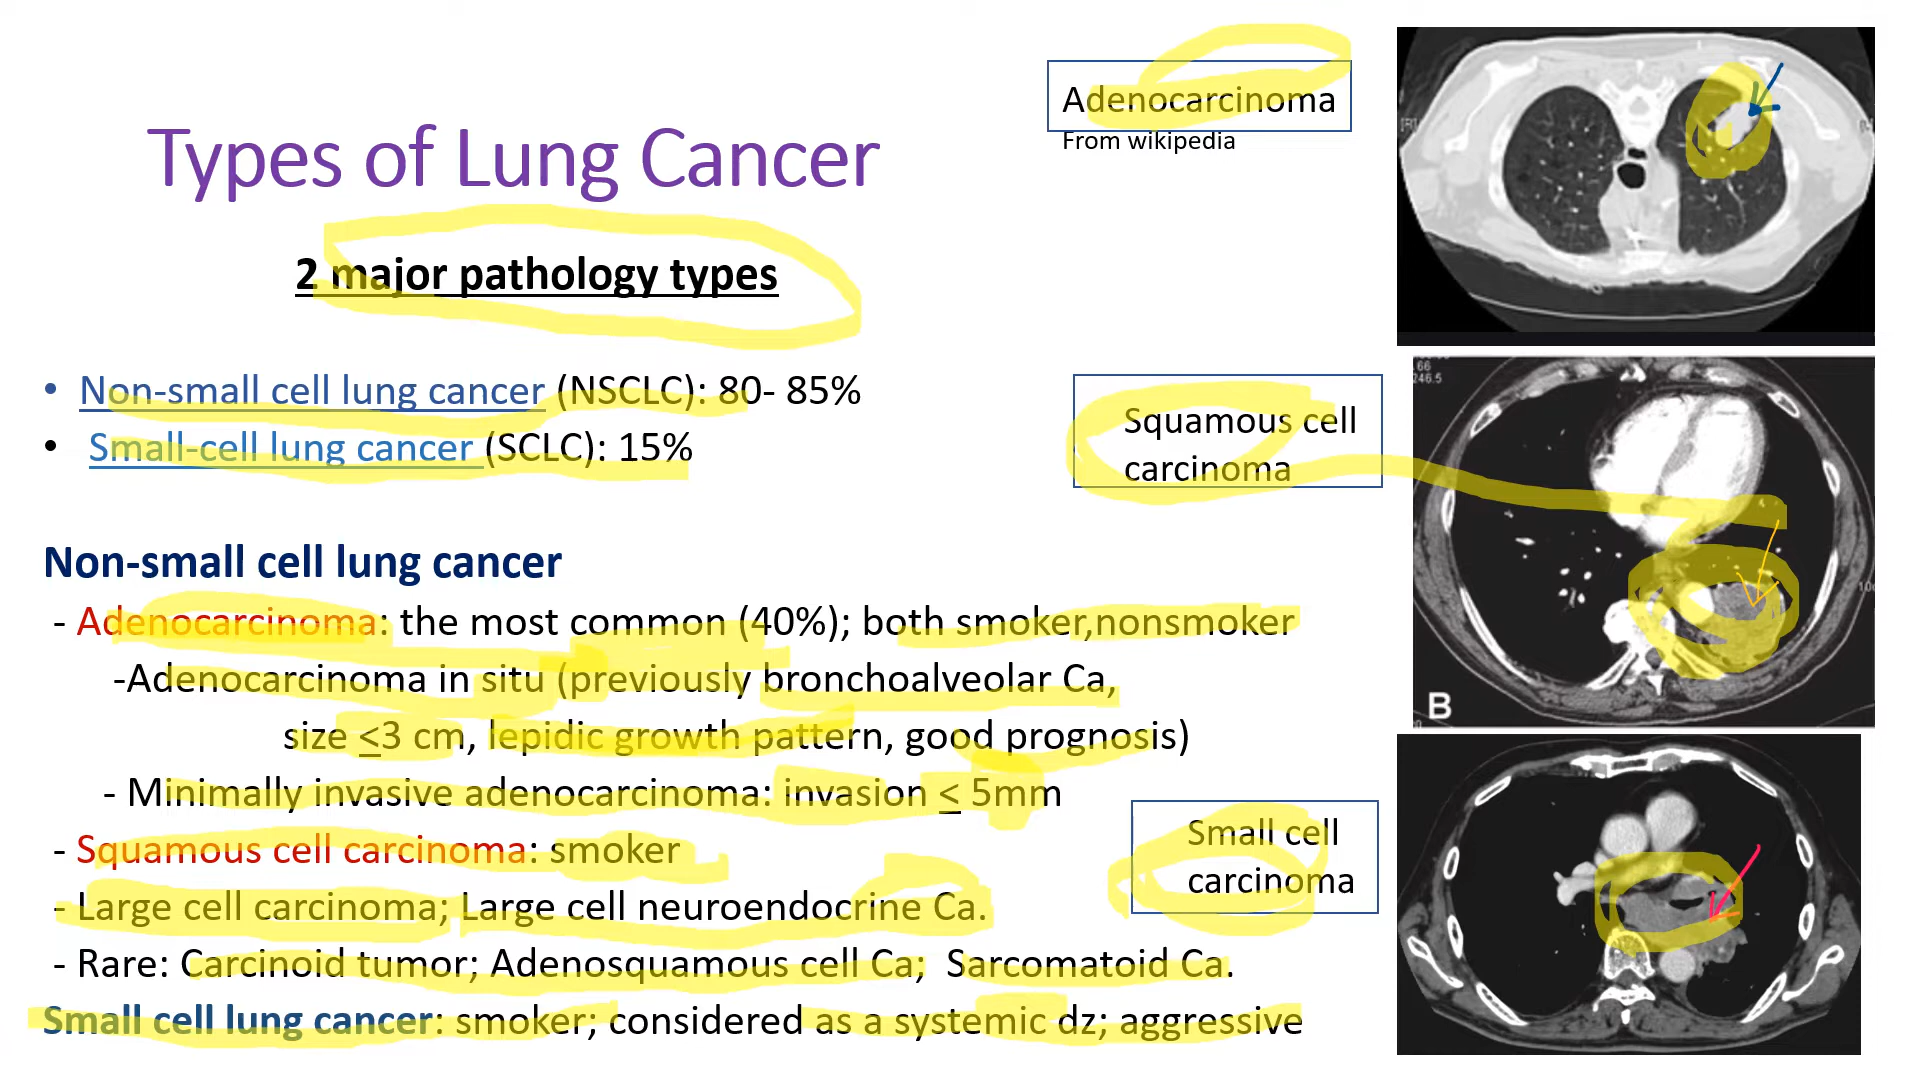 Types of Lung Cancer
2 major pathology types
• Non-small cell lung cancer (NSCLC): 80- 85%
• Small-cell lung cancer (SCLC): 15%
Non-small cell lung cancer
- Adenocarcinoma: the most common (40%); both smoker,nonsmoker
-Adenocarcinoma in situ (previously bronchoalveolar Ca,
size <3 cm, lepidic growth pattern, good prognosis)
- Minimally invasive adenocarcinoma: invasion < 5mm
- Squamous cell carcinoma: smoker
- Large cell carcinoma; Large cell neuroendocrine Ca.
- Rare: Carcinoid tumor; Adenosquamous cell Ca; Sarcomatoid Ca.
Small cell lung cancer: smoker; considered as a systemic dz; aggressive
Adenocarcinoma
From wikipedia
Squamous cell
carcinoma
.66
246.5
B
Small cell
carcinoma